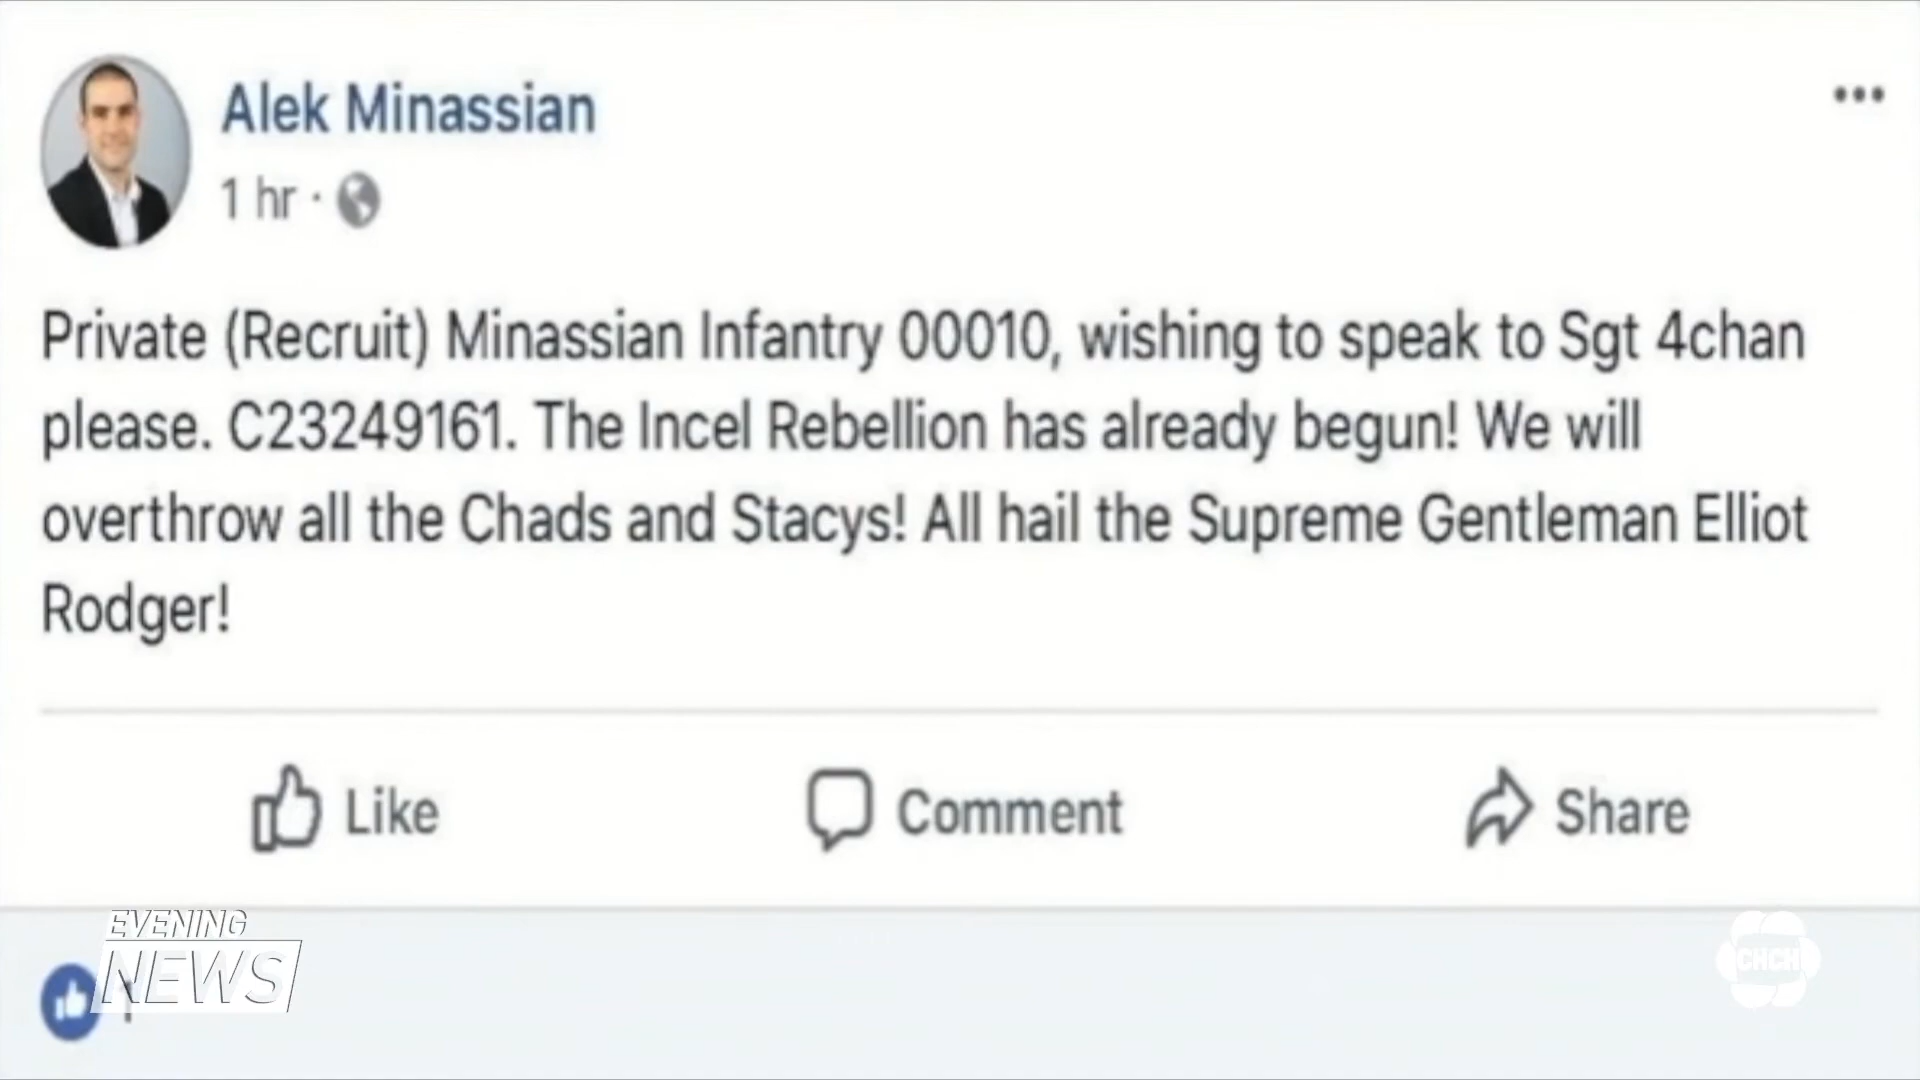 Alek Minassian
1 hr ·
Private (Recruit) Minassian Infantry 00010, wishing to speak to Sgt 4chan
please. C23249161. The Incel Rebellion has already begun! We will
overthrow all the Chads and Stacys! All hail the Supreme Gentleman Elliot
Rodger!
Like
Comment
Share
EVENING
NEWS
1
CHCH